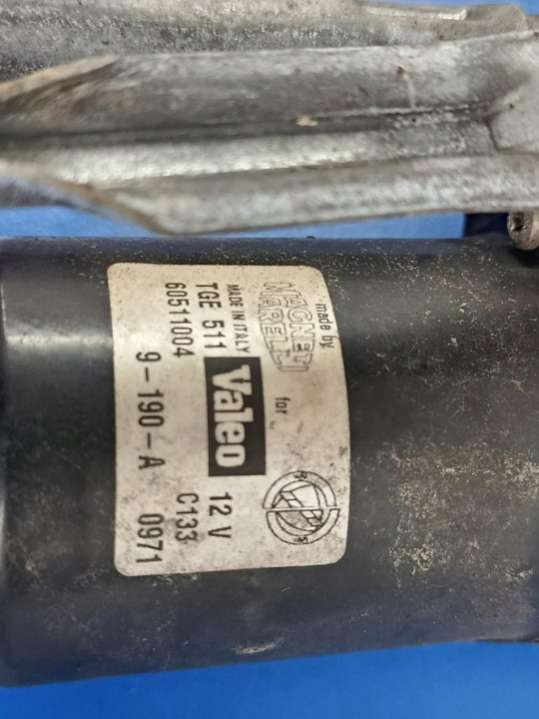 made by
MAGNETI
MARELLI
for
MADE IN ITALY
Valeo
TGE 511
12 V
60511004
C133
9-190-A
0971